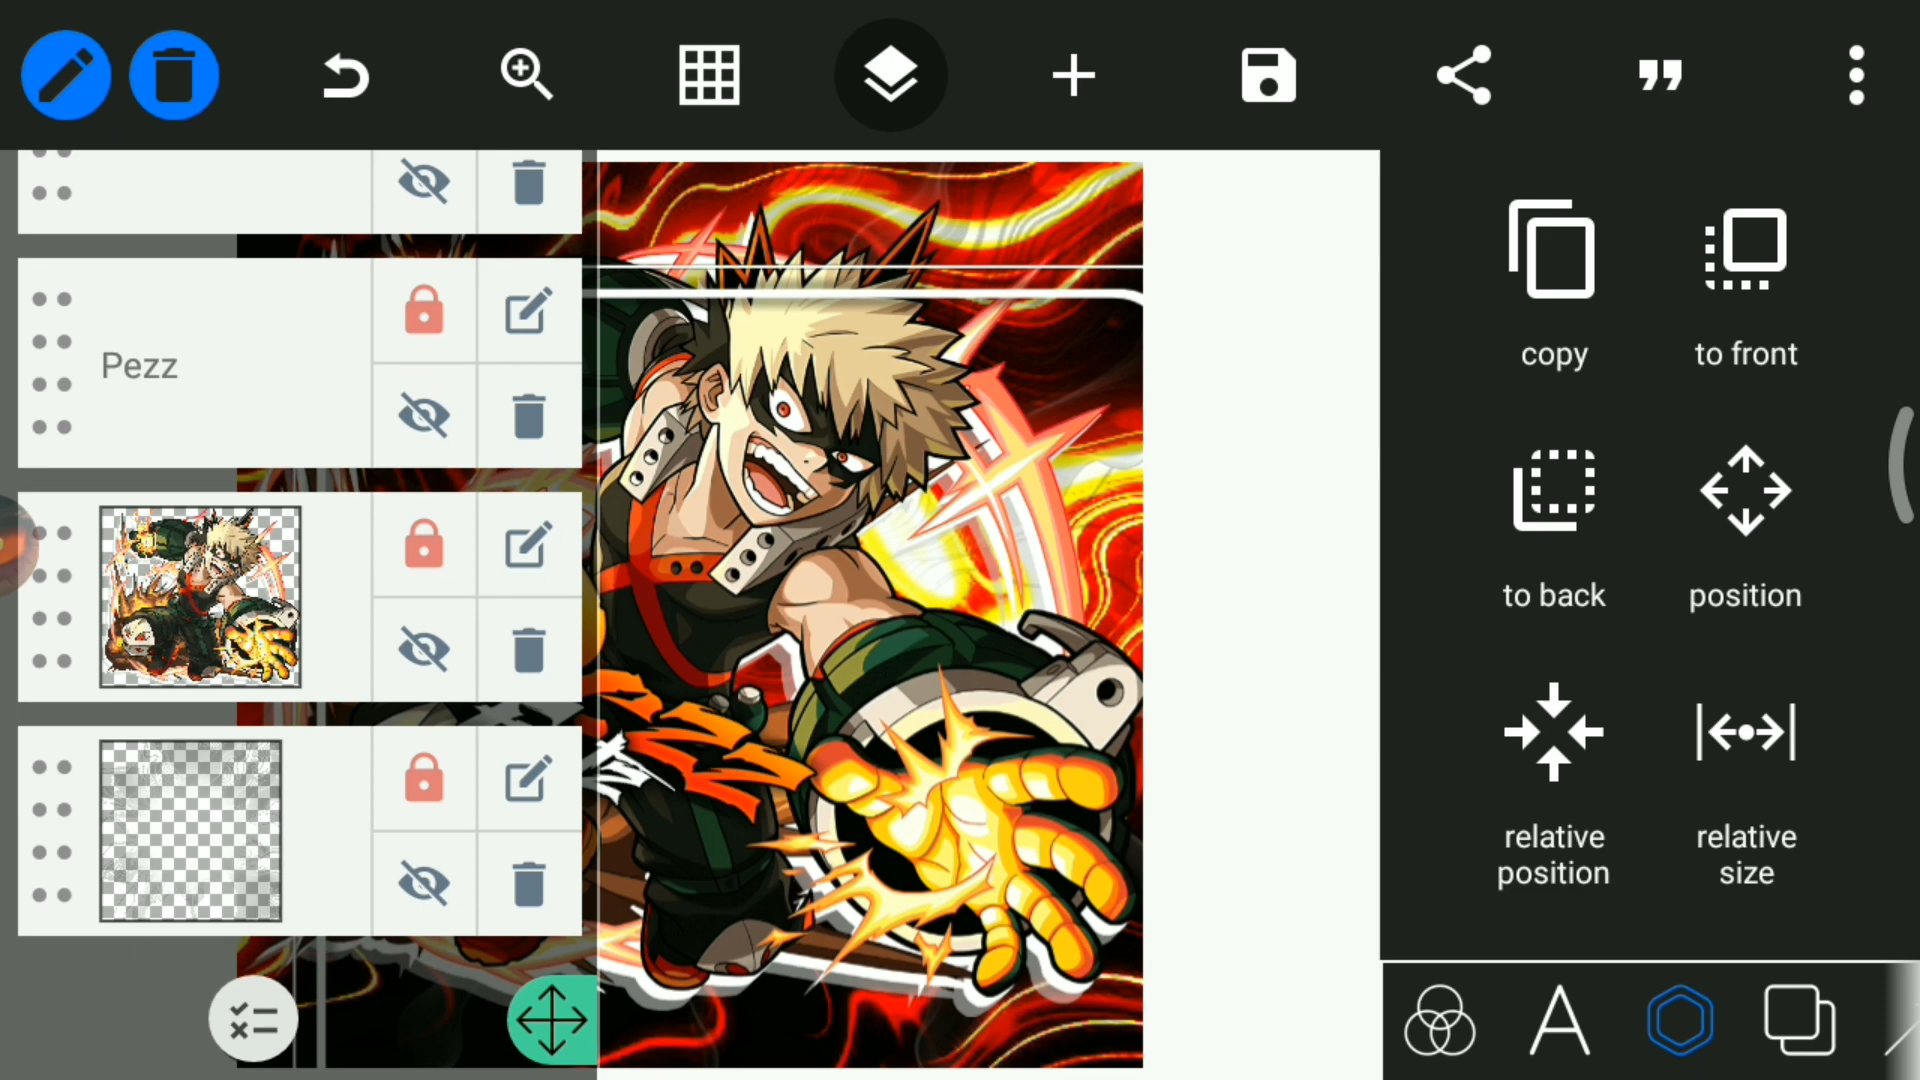 Pezz
copy
to front
to back
position
relative
position
relative
size
A